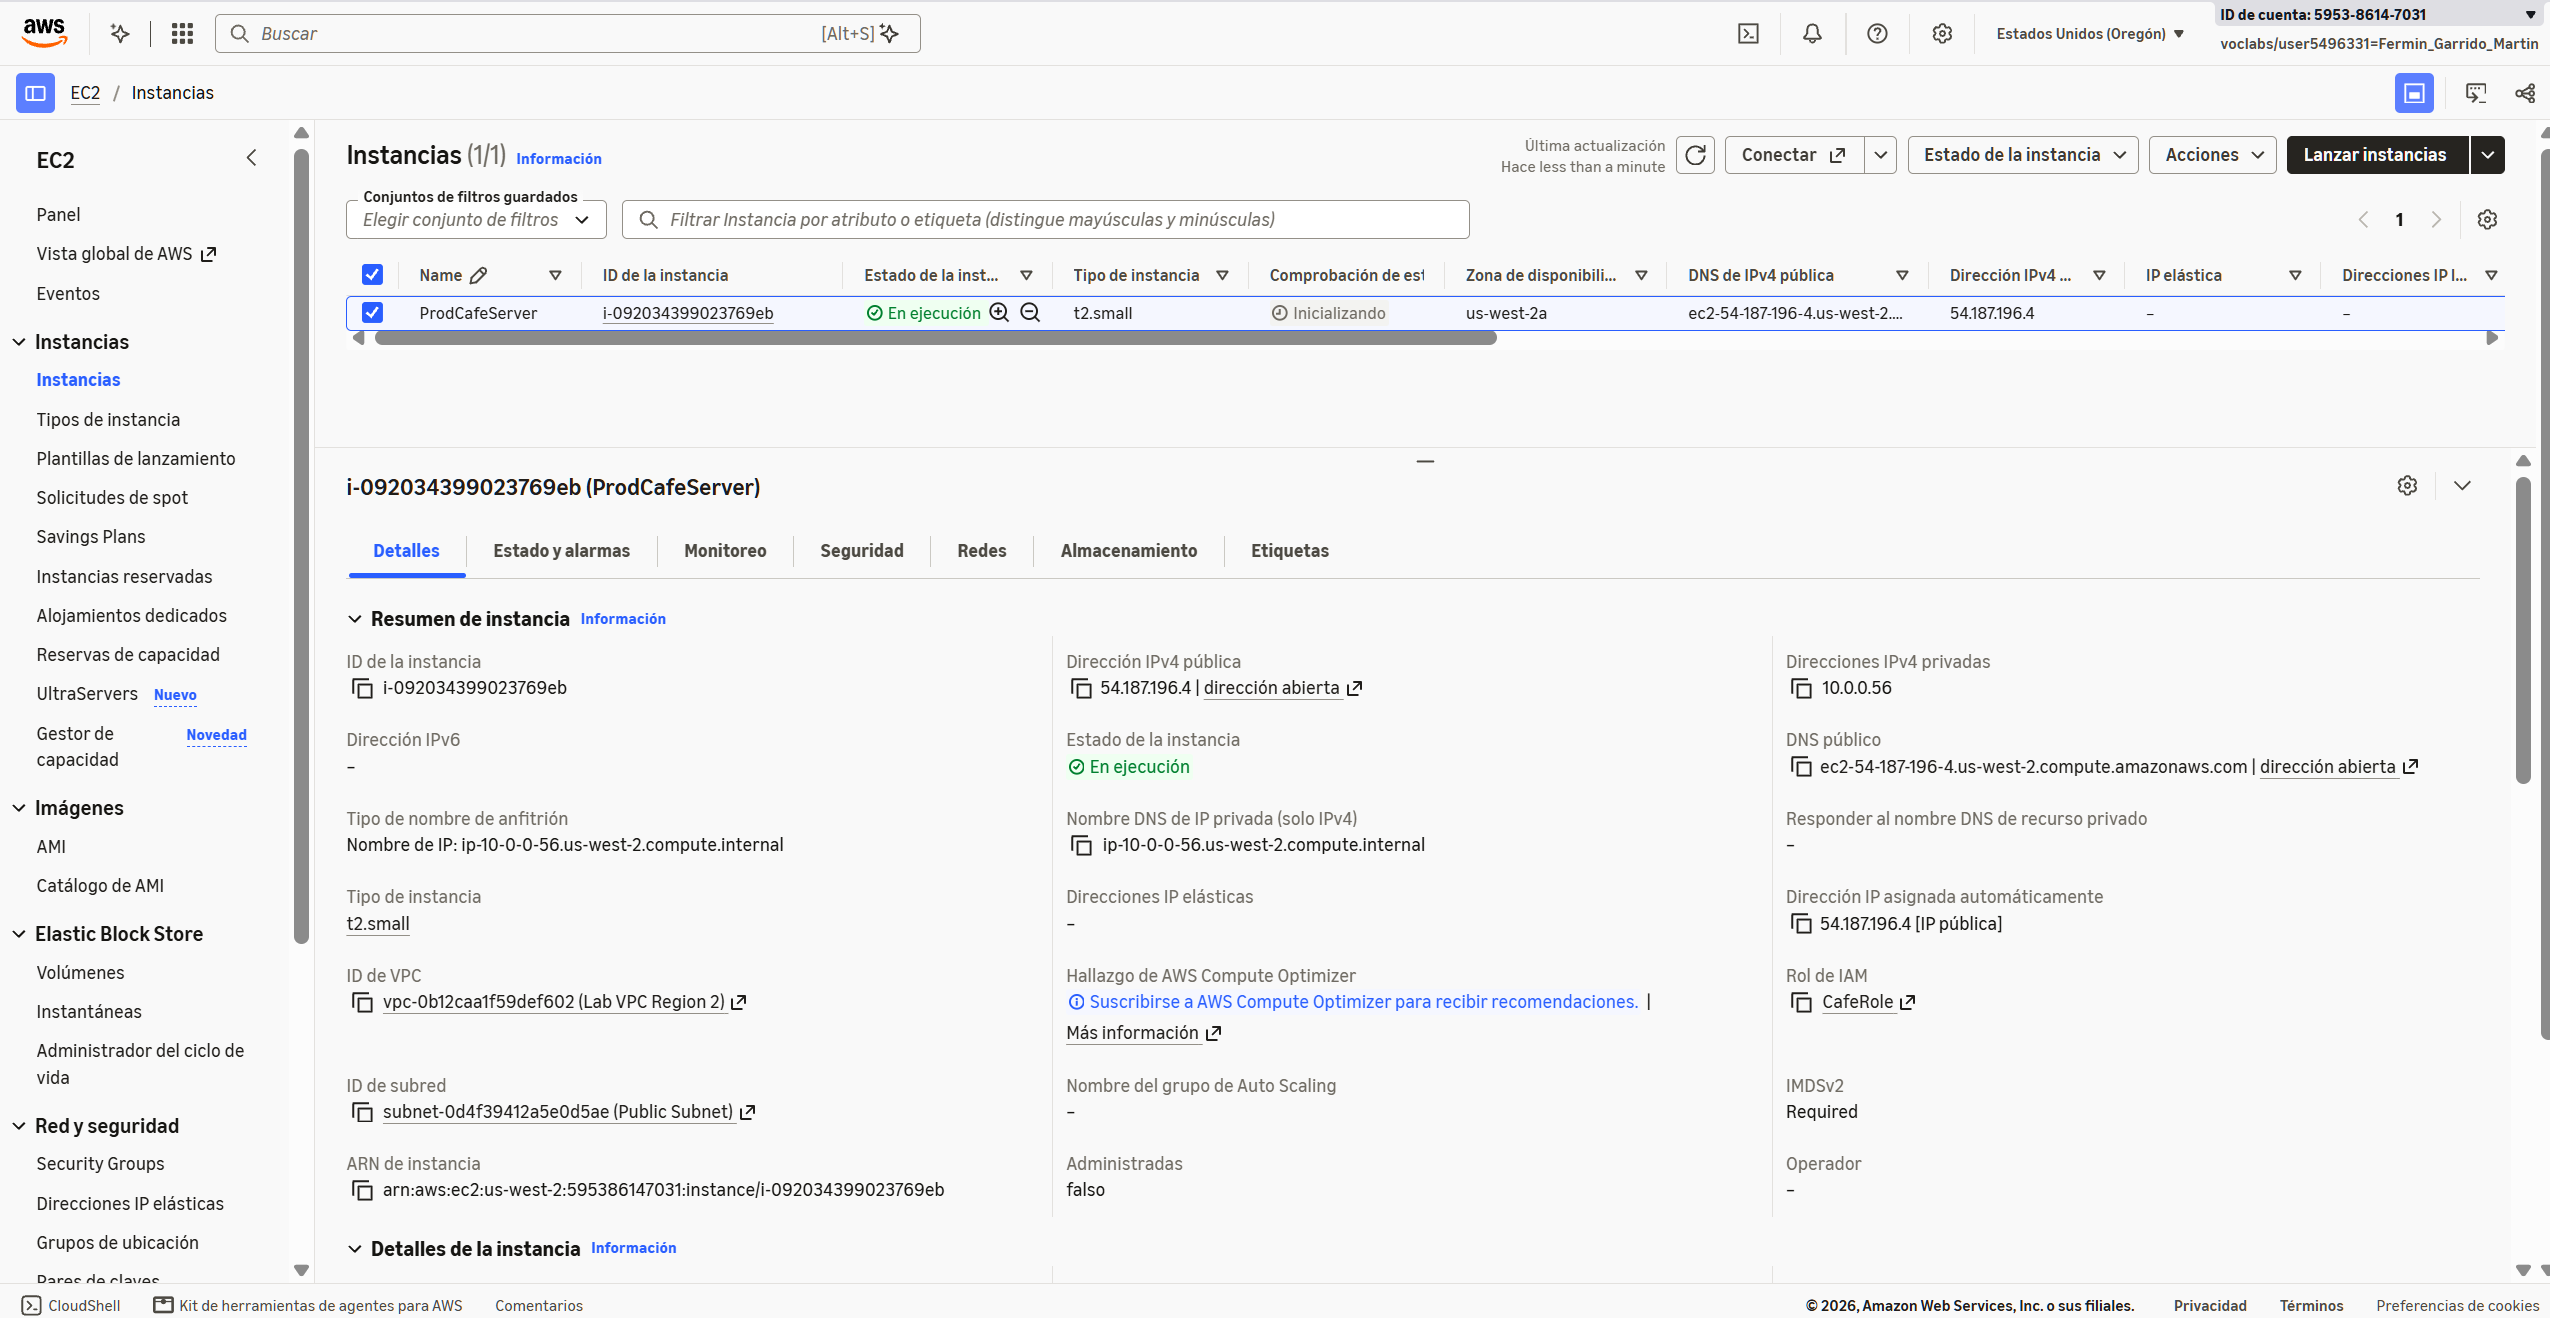 aws
Buscar
[Alt+S]
Estados Unidos (Oregón)
ID de cuenta: 5953-8614-7031
voclabs/user5496331=Fermin_Garrido_Martin
EC2 / Instancias
EC2
Panel
Vista global de AWS
Eventos
Instancias
Instancias
Tipos de instancia
Plantillas de lanzamiento
Solicitudes de spot
Savings Plans
Instancias reservadas
Alojamientos dedicados
Reservas de capacidad
UltraServers Nuevo
Gestor de capacidad Novedad
Imágenes
AMI
Catálogo de AMI
Elastic Block Store
Volúmenes
Instantáneas
Administrador del ciclo de
vida
Red y seguridad
Security Groups
Direcciones IP elásticas
Grupos de ubicación
Pares de claves
Instancias (1/1) Información
Última actualización
Hace less than a minute
Conectar
Estado de la instancia
Acciones
Lanzar instancias
Conjuntos de filtros guardados
Elegir conjunto de filtros
Filtrar Instancia por atributo o etiqueta (distingue mayúsculas y minúsculas)
1
Name ID de la instancia Estado de la inst... Tipo de instancia Comprobación de est Zona de disponibili... DNS de IPv4 pública Dirección IPv4 ... IP elástica Direcciones IP I...
ProdCafeServer i-092034399023769eb En ejecución t2.small Inicializando us-west-2a ec2-54-187-196-4.us-west-2.... 54.187.196.4 – –
i-092034399023769eb (ProdCafeServer)
Detalles Estado y alarmas Monitoreo Seguridad Redes Almacenamiento Etiquetas
Resumen de instancia Información
ID de la instancia
i-092034399023769eb
Dirección IPv4 pública
54.187.196.4 | dirección abierta
Direcciones IPv4 privadas
10.0.0.56
Dirección IPv6
–
Estado de la instancia
En ejecución
DNS público
ec2-54-187-196-4.us-west-2.compute.amazonaws.com | dirección abierta
Tipo de nombre de anfitrión
Nombre de IP: ip-10-0-0-56.us-west-2.compute.internal
Nombre DNS de IP privada (solo IPv4)
ip-10-0-0-56.us-west-2.compute.internal
Responder al nombre DNS de recurso privado
–
Tipo de instancia
t2.small
Direcciones IP elásticas
–
Dirección IP asignada automáticamente
54.187.196.4 [IP pública]
ID de VPC
vpc-0b12caa1f59def602 (Lab VPC Region 2)
Hallazgo de AWS Compute Optimizer
Suscribirse a AWS Compute Optimizer para recibir recomendaciones. |
Más información
Rol de IAM
CafeRole
ID de subred
subnet-0d4f39412a5e0d5ae (Public Subnet)
Nombre del grupo de Auto Scaling
–
IMDSv2
Required
ARN de instancia
arn:aws:ec2:us-west-2:595386147031:instance/i-092034399023769eb
Administradas
falso
Operador
–
Detalles de la instancia Información
CloudShell Kit de herramientas de agentes para AWS Comentarios
© 2026, Amazon Web Services, Inc. o sus filiales. Privacidad Términos Preferencias de cookies